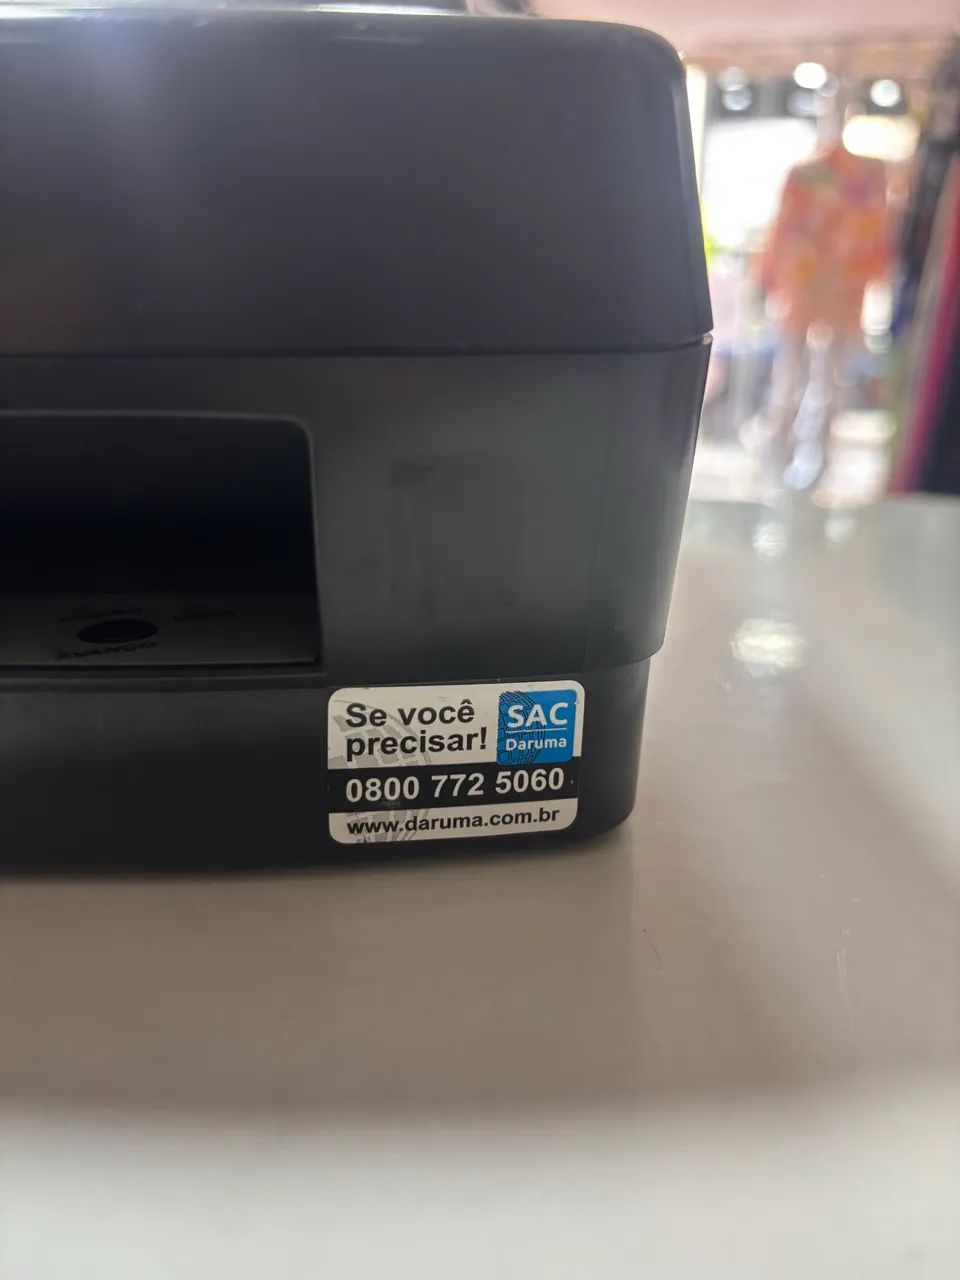 Se você
precisar!
SAC
Daruma
0800 772 5060
www.daruma.com.br